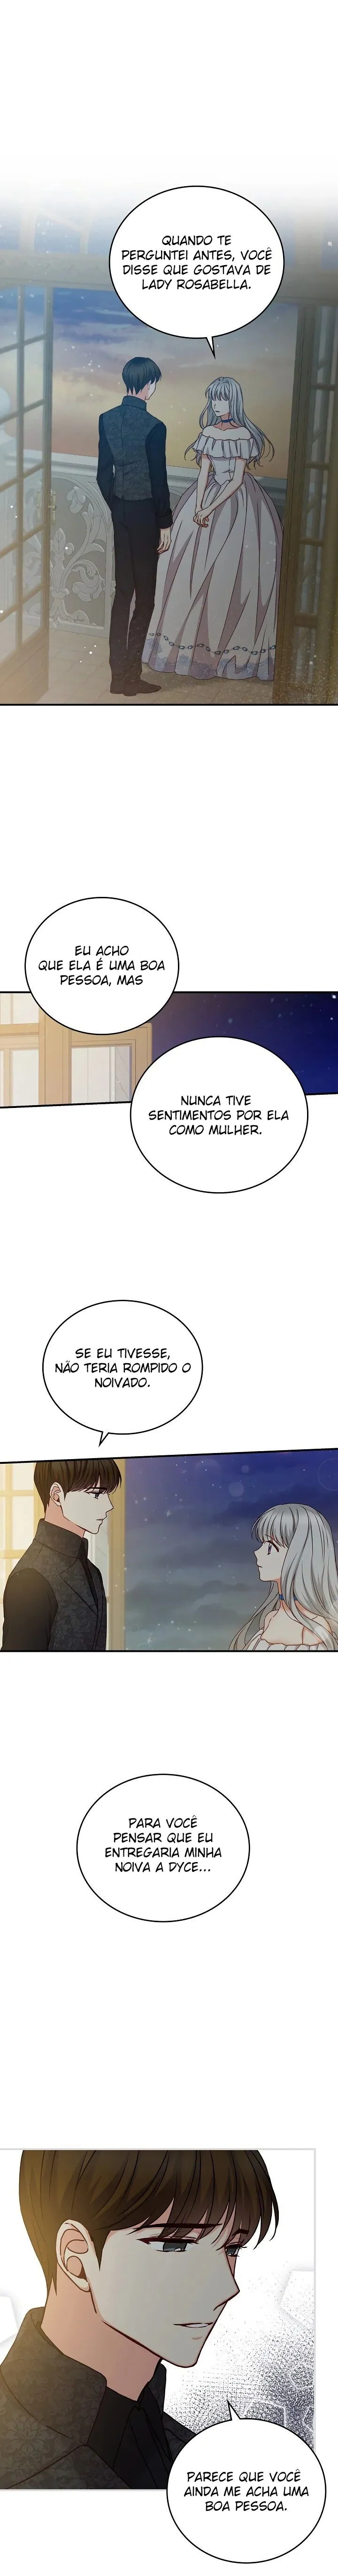 QUANDO TE
PERGUNTEI ANTES, VOCÊ
DISSE QUE GOSTAVA DE
LADY ROSABELLA.
EU ACHO
QUE ELA É UMA BOA
PESSOA, MAS
NUNCA TIVE
SENTIMENTOS POR ELA
COMO MULHER.
SE EU TIVESSE,
NÃO TERIA ROMPIDO O
NOIVADO.
PARA VOCÊ
PENSAR QUE EU
ENTREGARIA MINHA
NOIVA A DYCE...
PARECE QUE VOCÊ
AINDA ME ACHA UMA
BOA PESSOA.